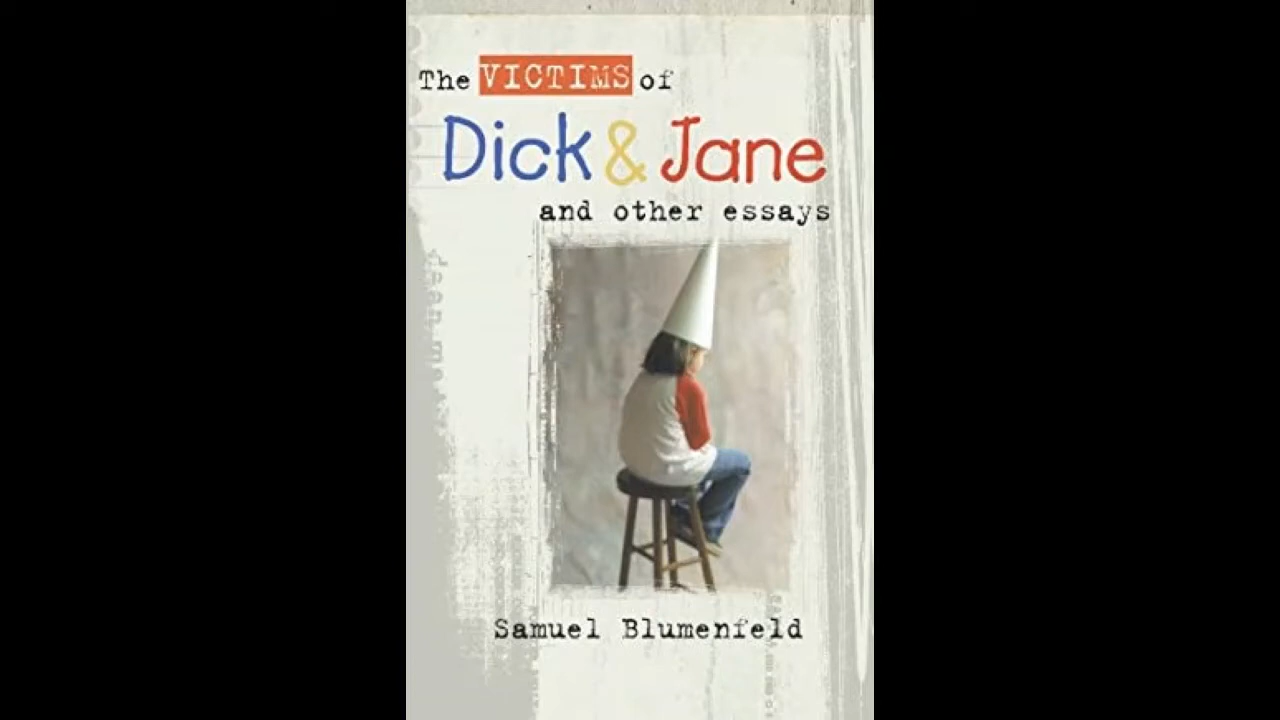 The VICTIMS of
Dick & Jane
and other essays
Samuel Blumenfeld